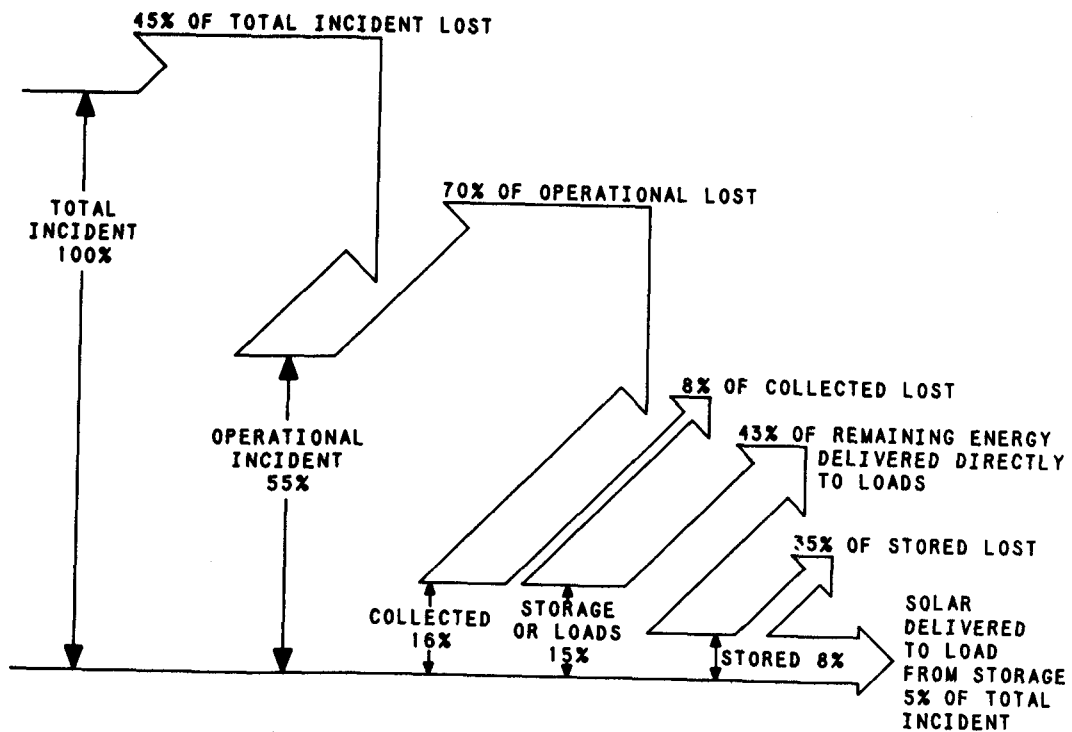 45% OF TOTAL INCIDENT LOST
TOTAL
INCIDENT
100%
70% OF OPERATIONAL LOST
OPERATIONAL
INCIDENT
55%
8% OF COLLECTED LOST
43% OF REMAINING ENERGY
DELIVERED DIRECTLY
TO LOADS
35% OF STORED LOST
COLLECTED
16%
STORAGE
OR LOADS
15%
STORED 8%
SOLAR
DELIVERED
TO LOAD
FROM STORAGE
5% OF TOTAL
INCIDENT